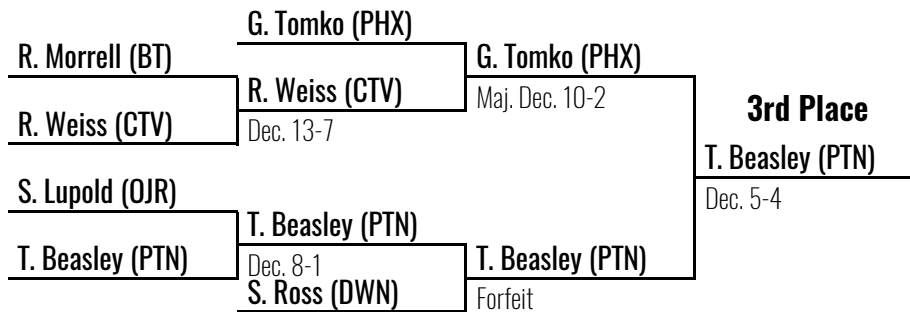 G. Tomko (PHX)
R. Morrell (BT)
G. Tomko (PHX)
R. Weiss (CTV)
Maj. Dec. 10-2
3rd Place
R. Weiss (CTV)
Dec. 13-7
T. Beasley (PTN)
S. Lupold (OJR)
Dec. 5-4
T. Beasley (PTN)
T. Beasley (PTN)
Dec. 8-1
T. Beasley (PTN)
S. Ross (DWN)
Forfeit